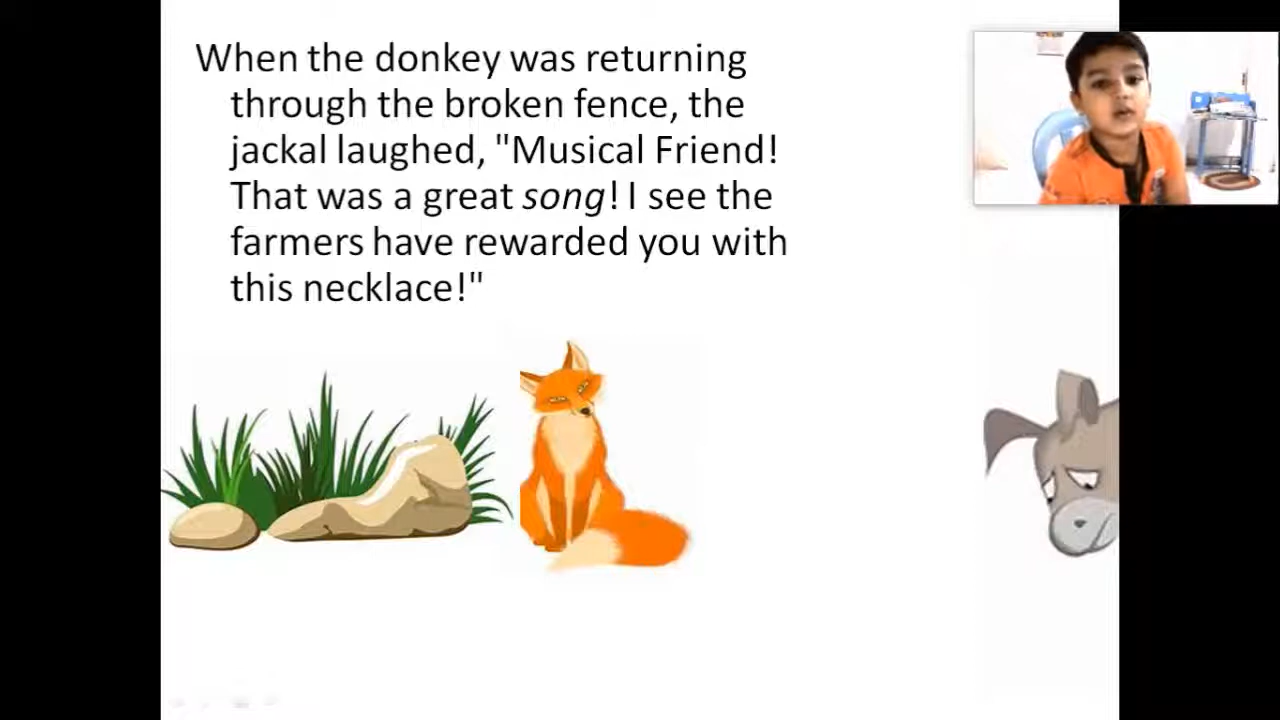 When the donkey was returning
through the broken fence, the
jackal laughed, "Musical Friend!
That was a great song! I see the
farmers have rewarded you with
this necklace!"